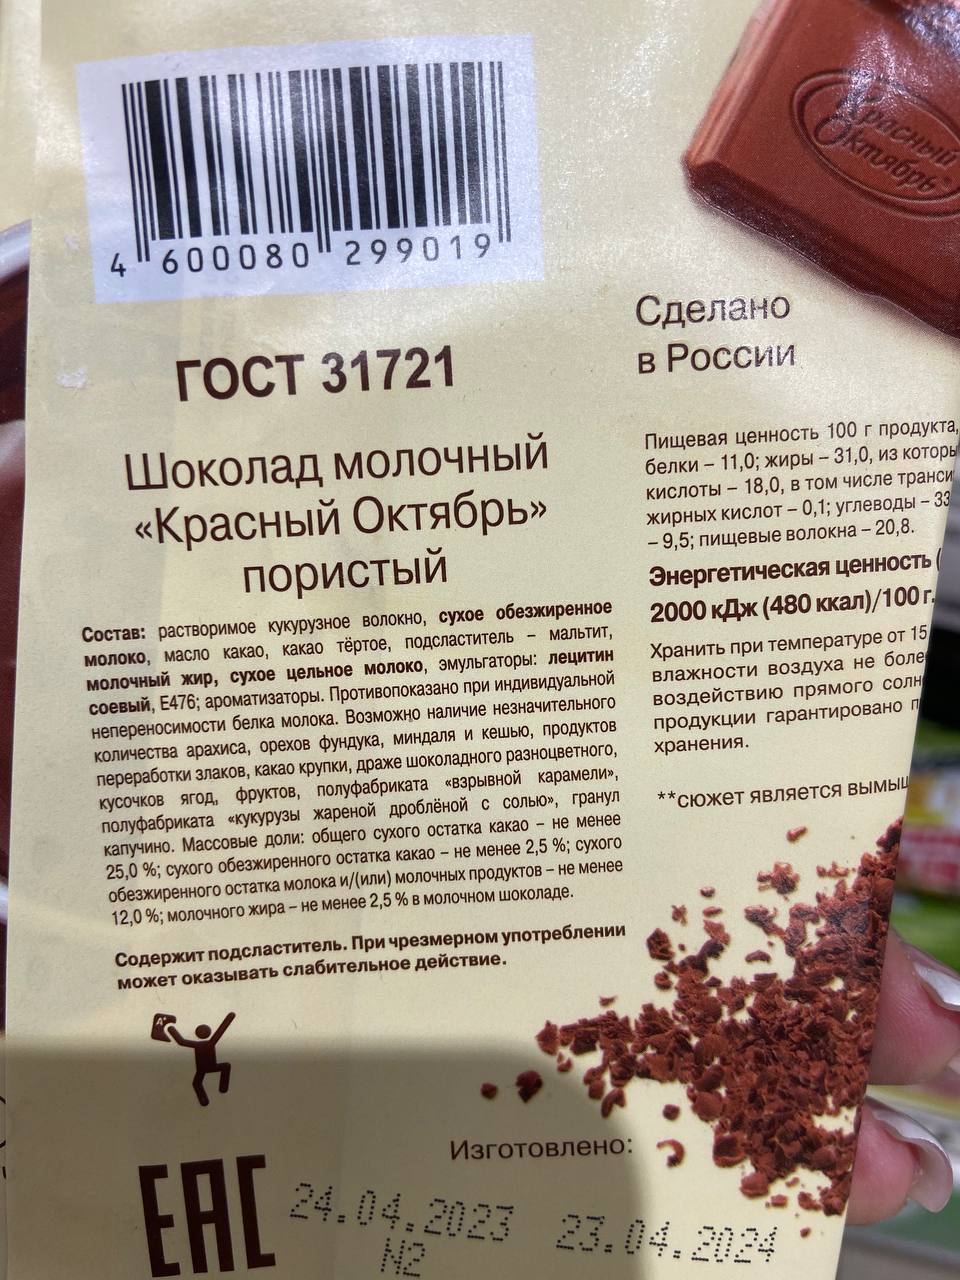 Красный
Октябрь
4 600080 299019
ГОСТ 31721
Шоколад молочный
«Красный Октябрь»
пористый
Состав: растворимое кукурузное волокно, сухое обезжиренное
молоко, масло какао, какао тёртое, подсластитель – мальтит,
молочный жир, сухое цельное молоко, эмульгаторы: лецитин
соевый, Е476; ароматизаторы. Противопоказано при индивидуальной
непереносимости белка молока. Возможно наличие незначительного
количества арахиса, орехов фундука, миндаля и кешью, продуктов
переработки злаков, какао крупки, драже шоколадного разноцветного,
кусочков ягод, фруктов, полуфабриката «взрывной карамели»,
полуфабриката «кукурузы жареной дроблёной с солью», гранул
капучино. Массовые доли: общего сухого остатка какао – не менее
25,0 %; сухого обезжиренного остатка какао – не менее 2,5 %; сухого
обезжиренного остатка молока и/(или) молочных продуктов – не менее
12,0 %; молочного жира – не менее 2,5 % в молочном шоколаде.
Содержит подсластитель. При чрезмерном употреблении
может оказывать слабительное действие.
Сделано
в России
Пищевая ценность 100 г продукта,
белки – 11,0; жиры – 31,0, из
кислоты – 18,0, в том числе
жирных кислот – 0,1; углеводы – 33
– 9,5; пищевые волокна – 20,8.
Энергетическая ценность (
2000 кДж (480 ккал)/100 г.
Хранить при температуре от 15
влажности воздуха не
воздействию прямого
продукции гарантировано
хранения.
**сюжет является
A+
EAC
Изготовлено:
24.04.2023 23.04.2024
N2